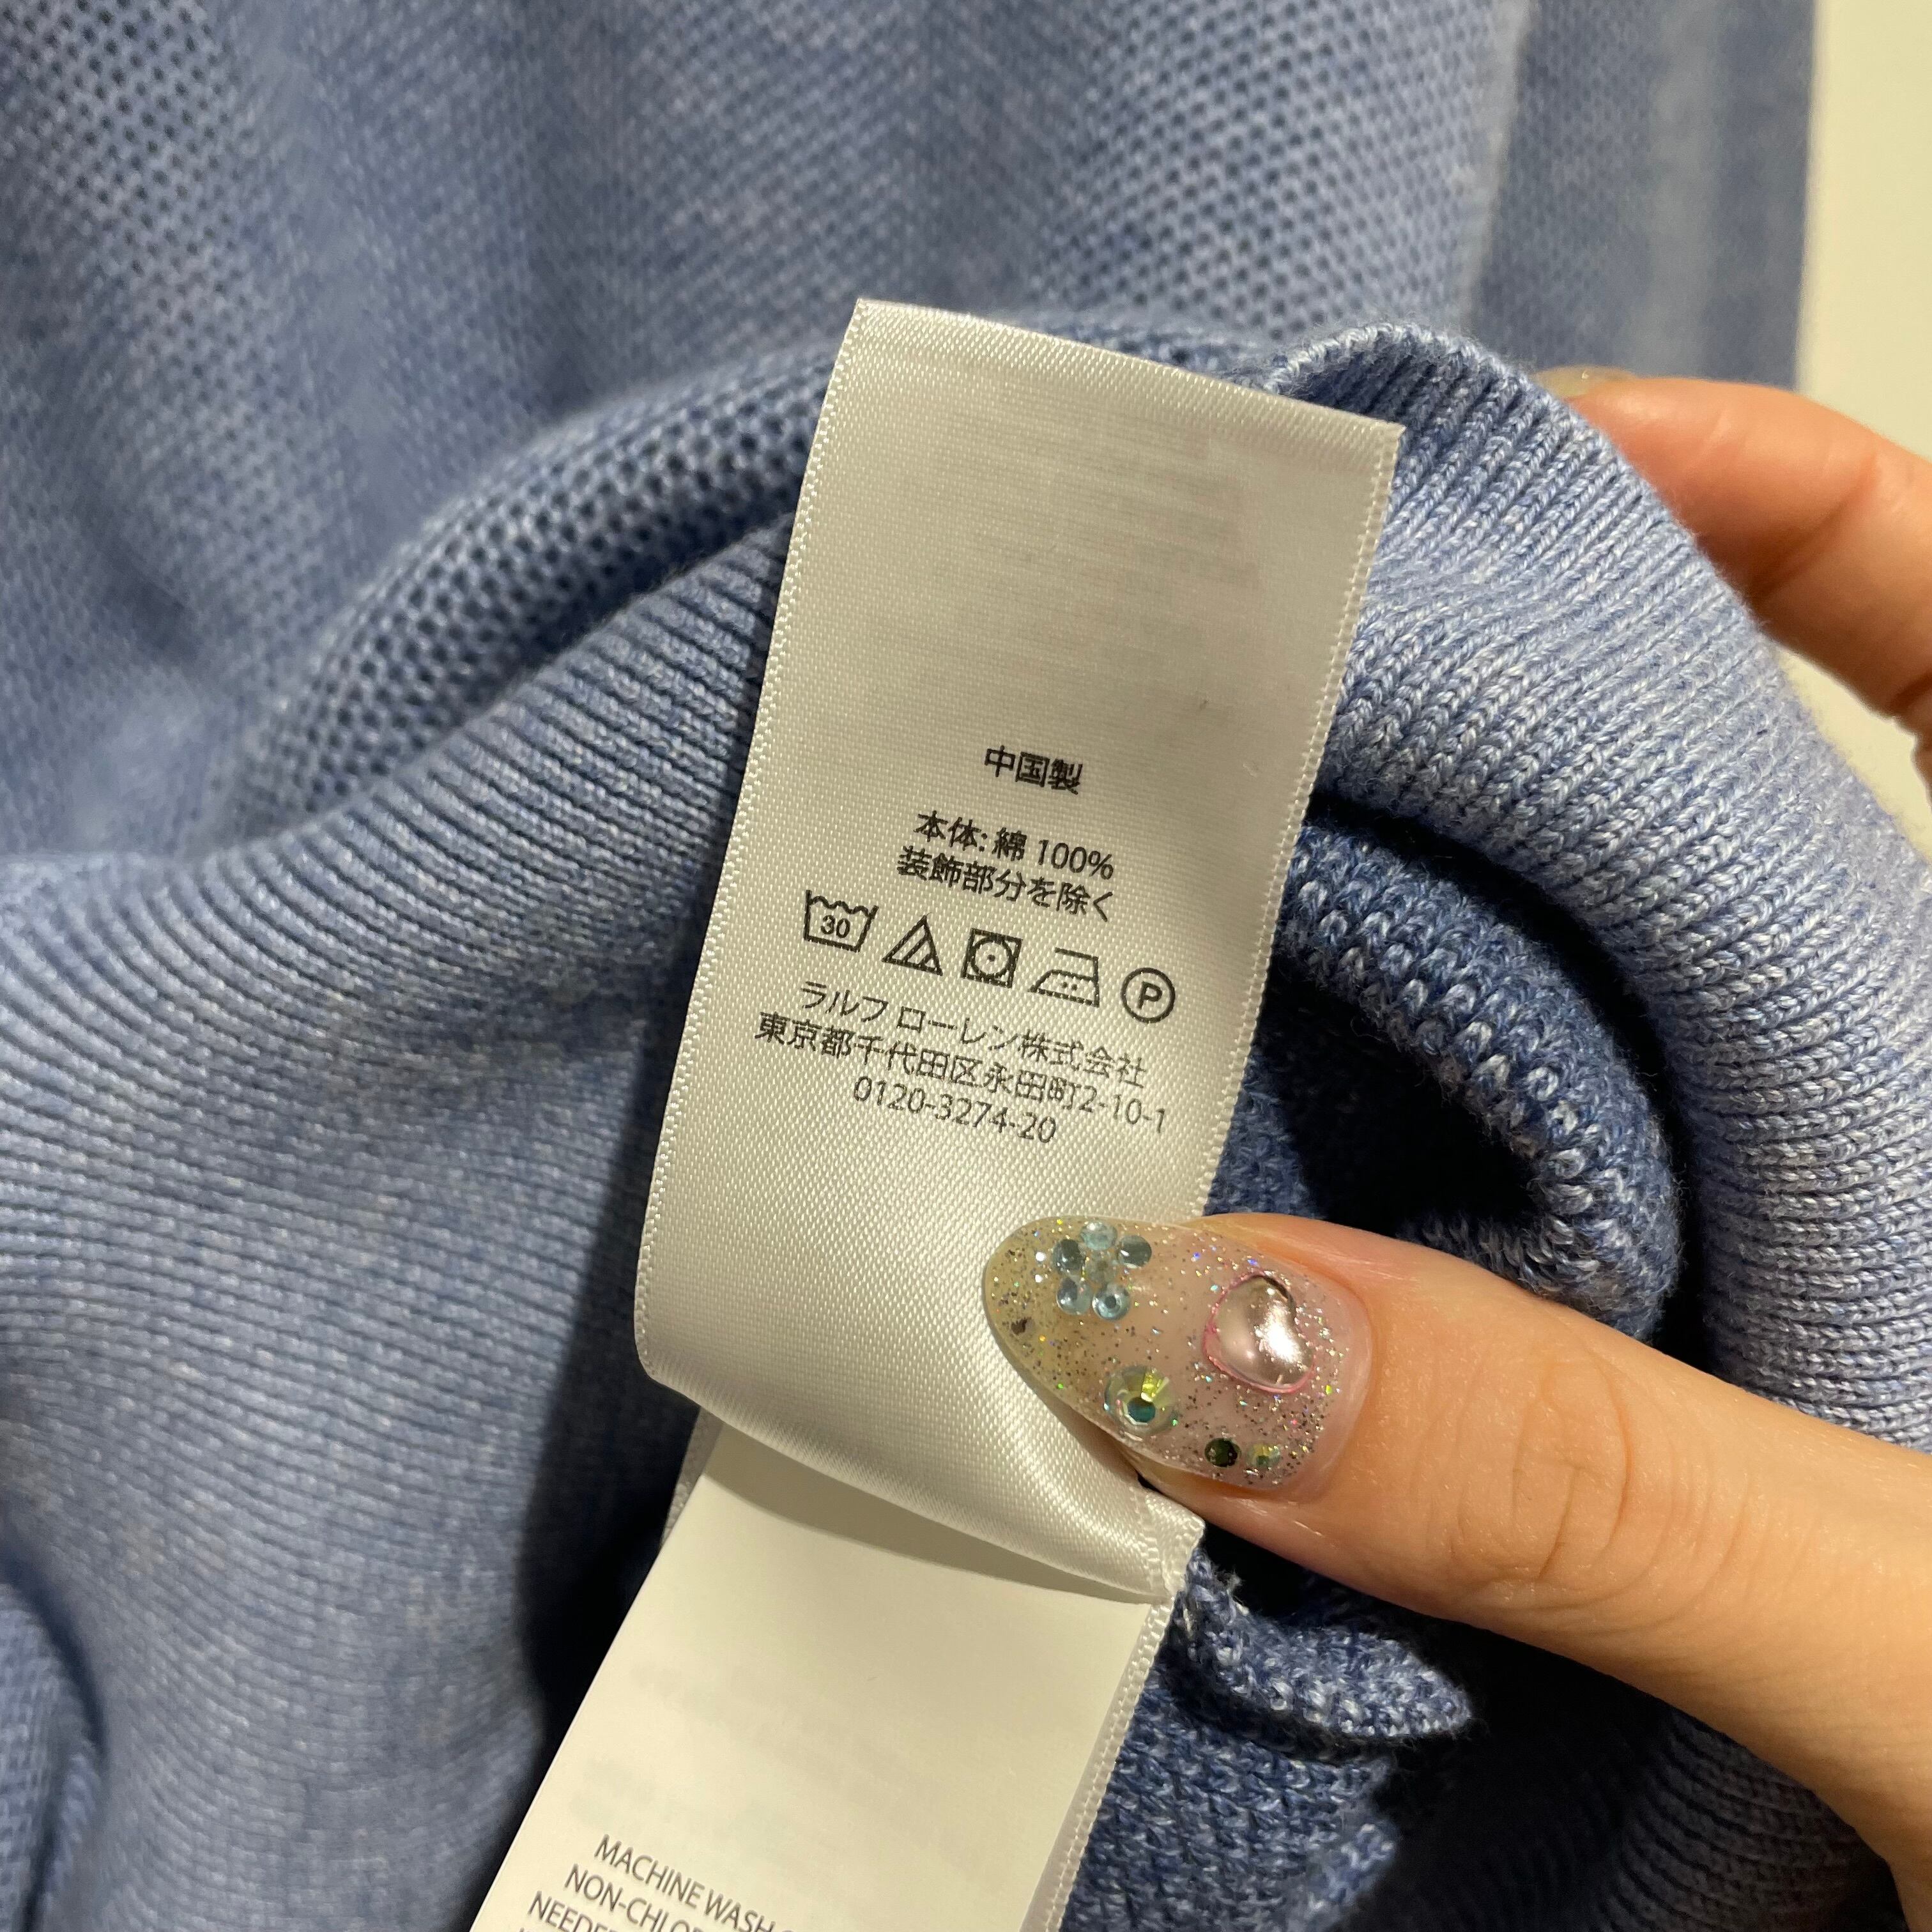 中国製
本体: 綿 100%
装飾部分を除く
30
P
ラルフ ローレン株式会社
東京都千代田区永田町2-10-1
0120-3274-20
MACHINE WASH